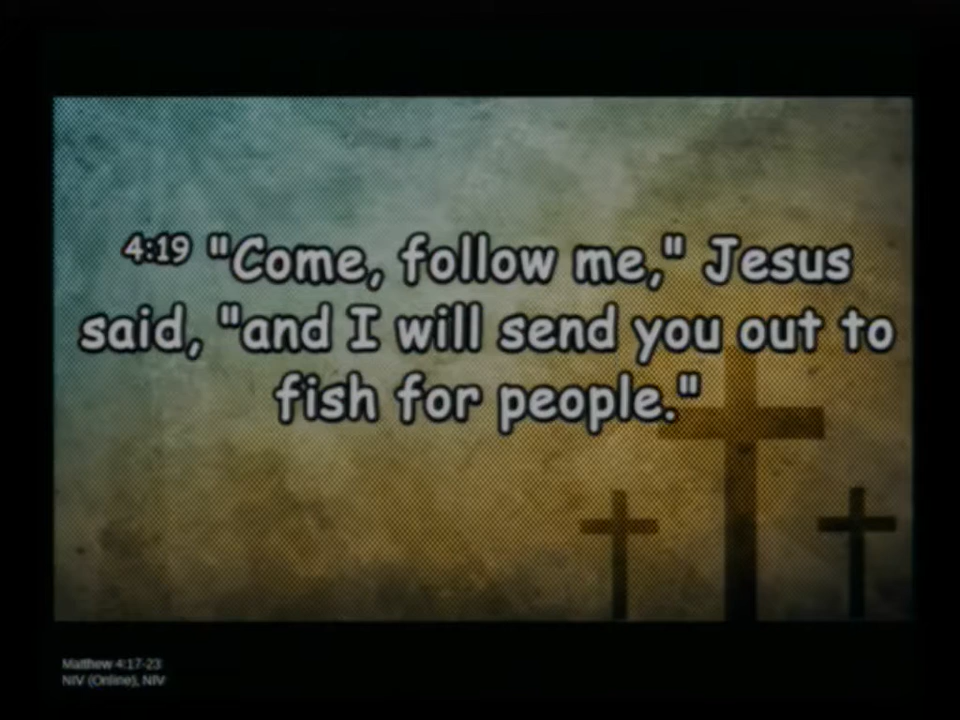 4:19 "Come, follow me," Jesus
said, "and I will send you out to
fish for people."
Matthew 4:17-23
NIV (Online), NIV